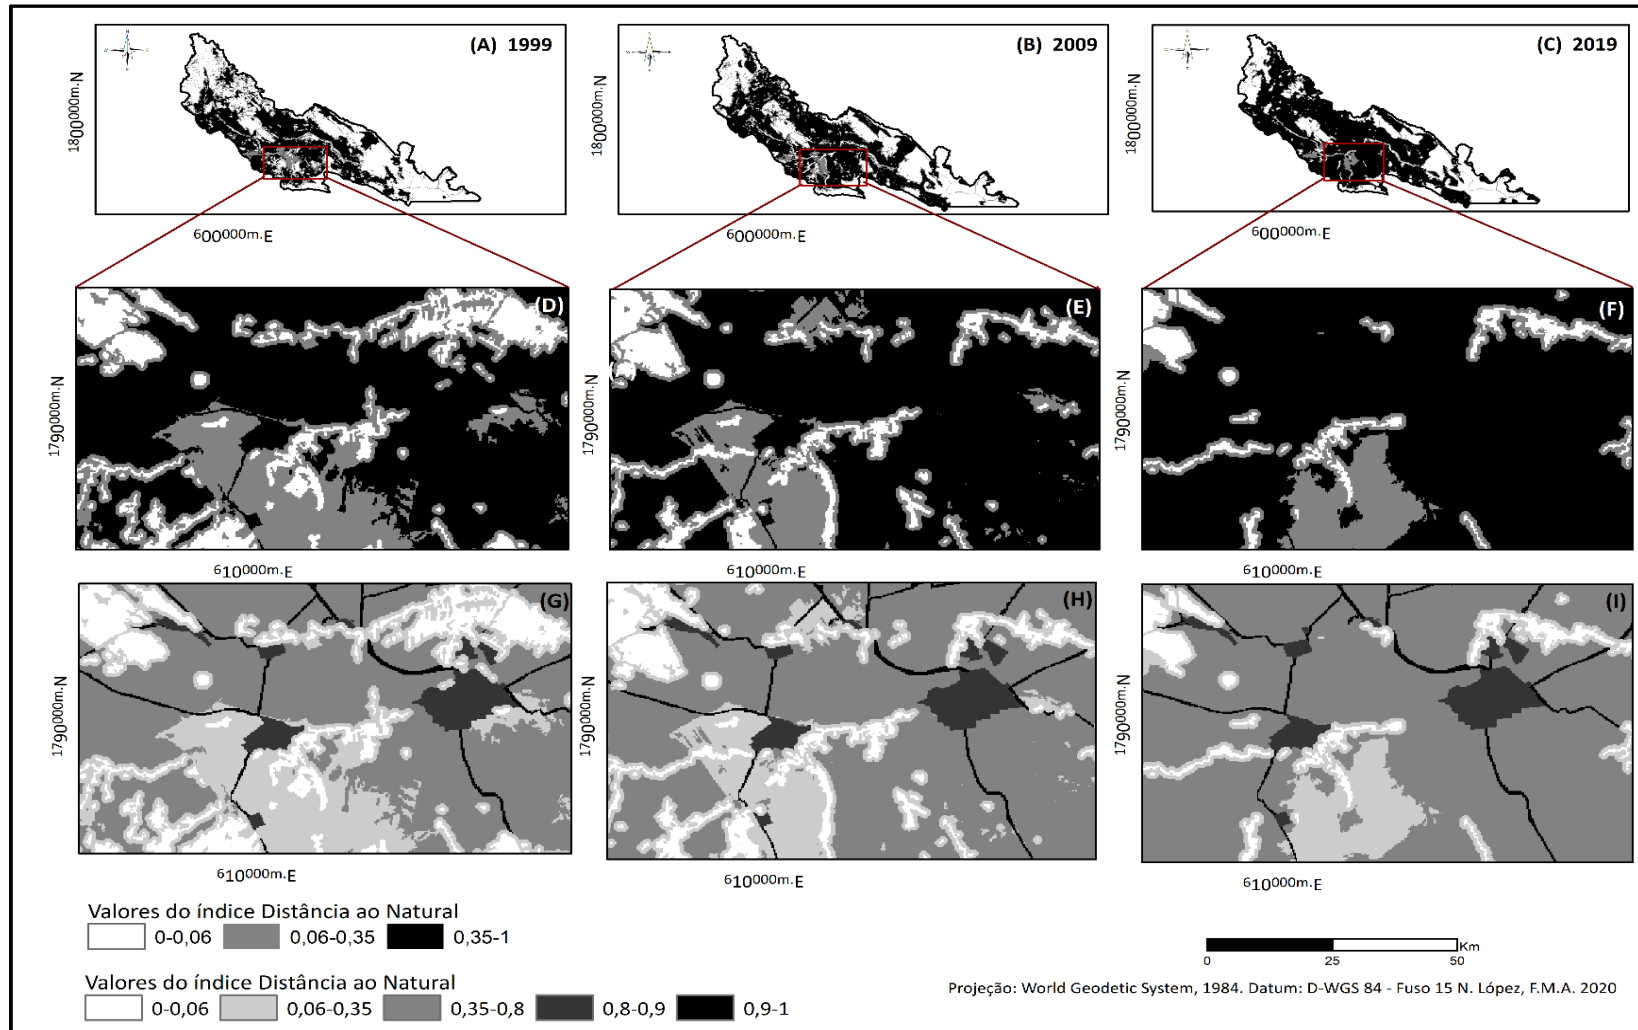 (A) 1999
(B) 2009
(C) 2019
1800000m.N
1800000m.N
1800000m.N
600000m.E
600000m.E
600000m.E
(D)
(E)
(F)
1790000m.N
1790000m.N
1790000m.N
610000m.E
610000m.E
610000m.E
(G)
(H)
(I)
1790000m.N
1790000m.N
1790000m.N
610000m.E
610000m.E
610000m.E
Valores do índice Distância ao Natural
0-0,06 0,06-0,35 0,35-1
Valores do índice Distância ao Natural
0-0,06 0,06-0,35 0,35-0,8 0,8-0,9 0,9-1
Km
0 25 50
Projeção: World Geodetic System, 1984. Datum: D-WGS 84 - Fuso 15 N. López, F.M.A. 2020